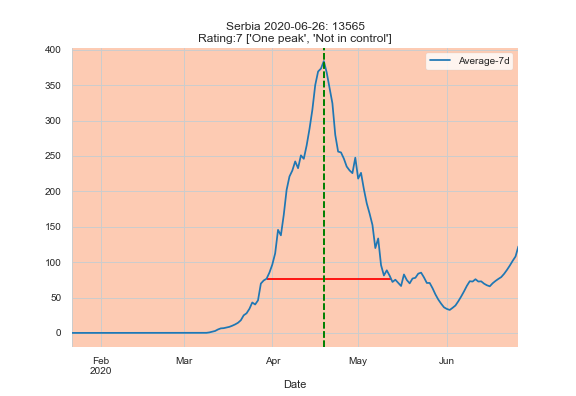 Serbia 2020-06-26: 13565
Rating:7 ['One peak', 'Not in control']
Average-7d
400
350
300
250
200
150
100
50
0
Feb
2020
Mar
Apr
May
Jun
Date